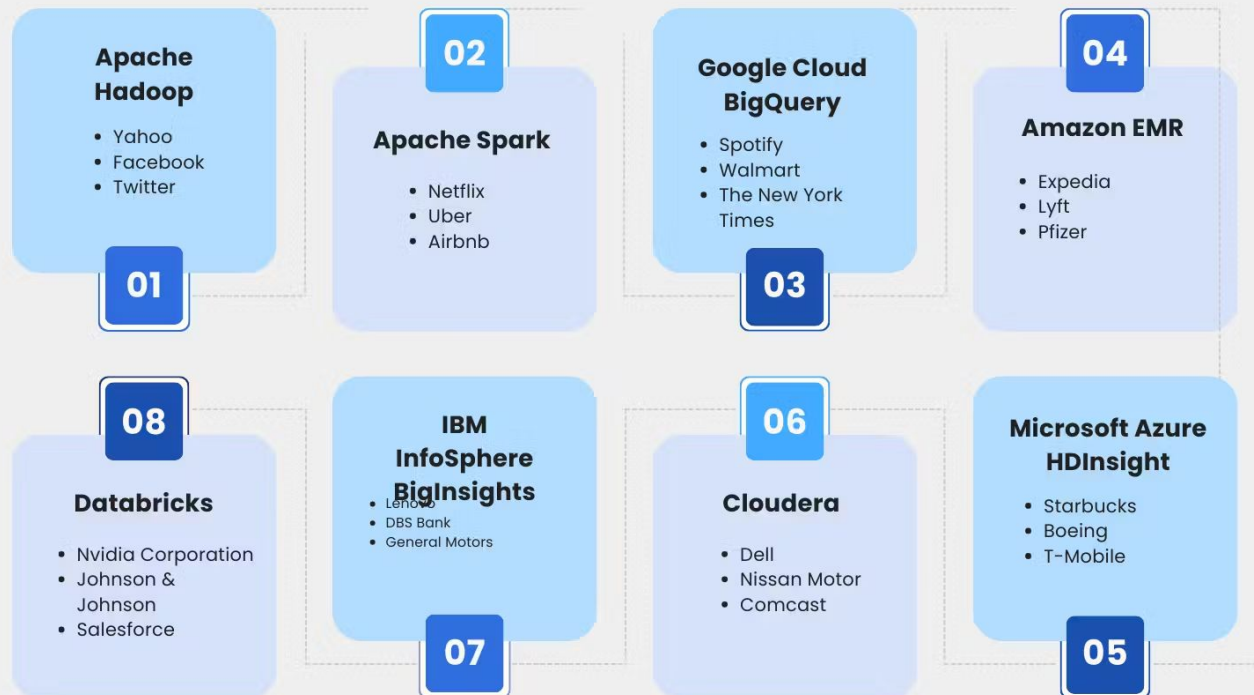 Apache
Hadoop
• Yahoo
• Facebook
• Twitter
01
02
Apache Spark
• Netflix
• Uber
• Airbnb
Google Cloud
BigQuery
• Spotify
• Walmart
• The New York
Times
03
04
Amazon EMR
• Expedia
• Lyft
• Pfizer
08
Databricks
• Nvidia Corporation
• Johnson &
Johnson
• Salesforce
IBM
InfoSphere
BigInsights
• Lenovo
• DBS Bank
• General Motors
07
06
Cloudera
• Dell
• Nissan Motor
• Comcast
Microsoft Azure
HDInsight
• Starbucks
• Boeing
• T-Mobile
05